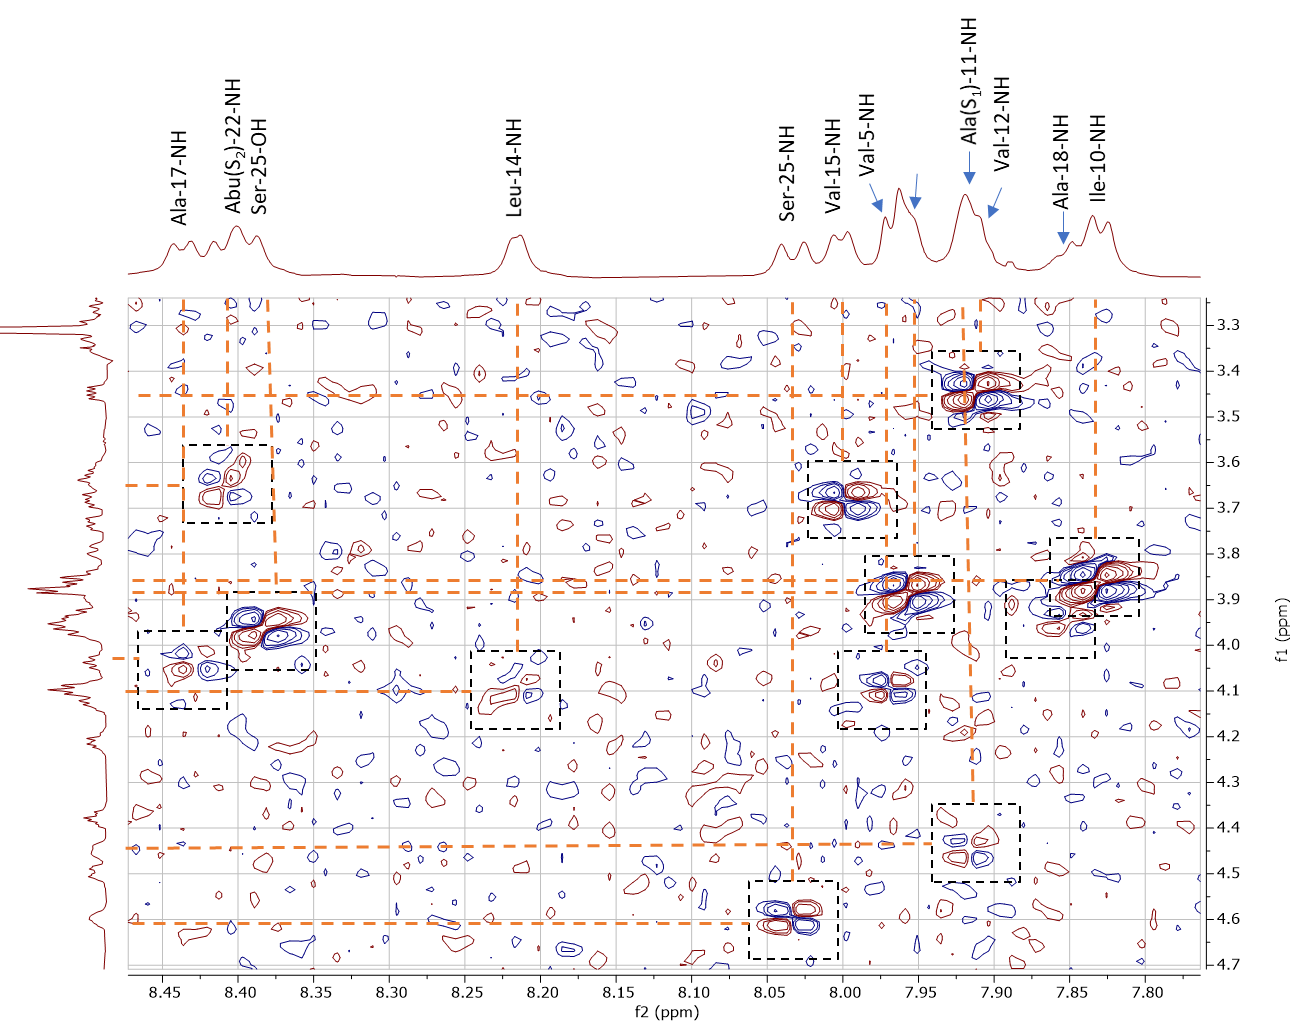 Ala-17-NH
Abu(S2)-22-NH
Ser-25-OH
Leu-14-NH
Ser-25-NH
Val-15-NH
Val-5-NH
Ala(S1)-11-NH
Val-12-NH
Ala-18-NH
Ile-10-NH
3.3
3.4
3.5
3.6
3.7
3.8
3.9
4.0
4.1
4.2
4.3
4.4
4.5
4.6
4.7
f1 (ppm)
8.45
8.40
8.35
8.30
8.25
8.20
8.15
8.10
8.05
8.00
7.95
7.90
7.85
7.80
f2 (ppm)